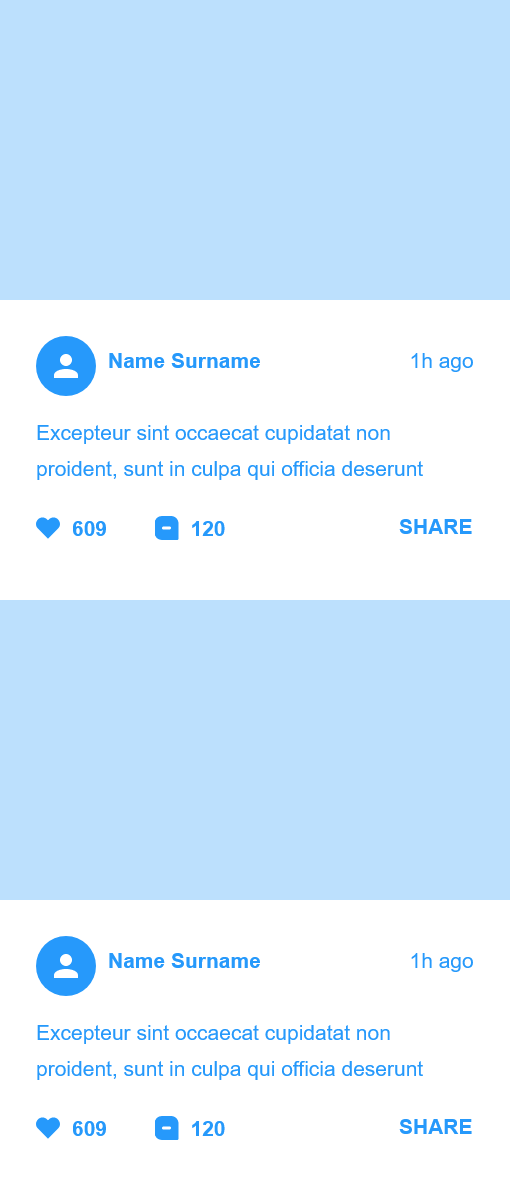 Name Surname
1h ago
Excepteur sint occaecat cupidatat non
proident, sunt in culpa qui officia deserunt
609
120
SHARE
Name Surname
1h ago
Excepteur sint occaecat cupidatat non
proident, sunt in culpa qui officia deserunt
609
120
SHARE